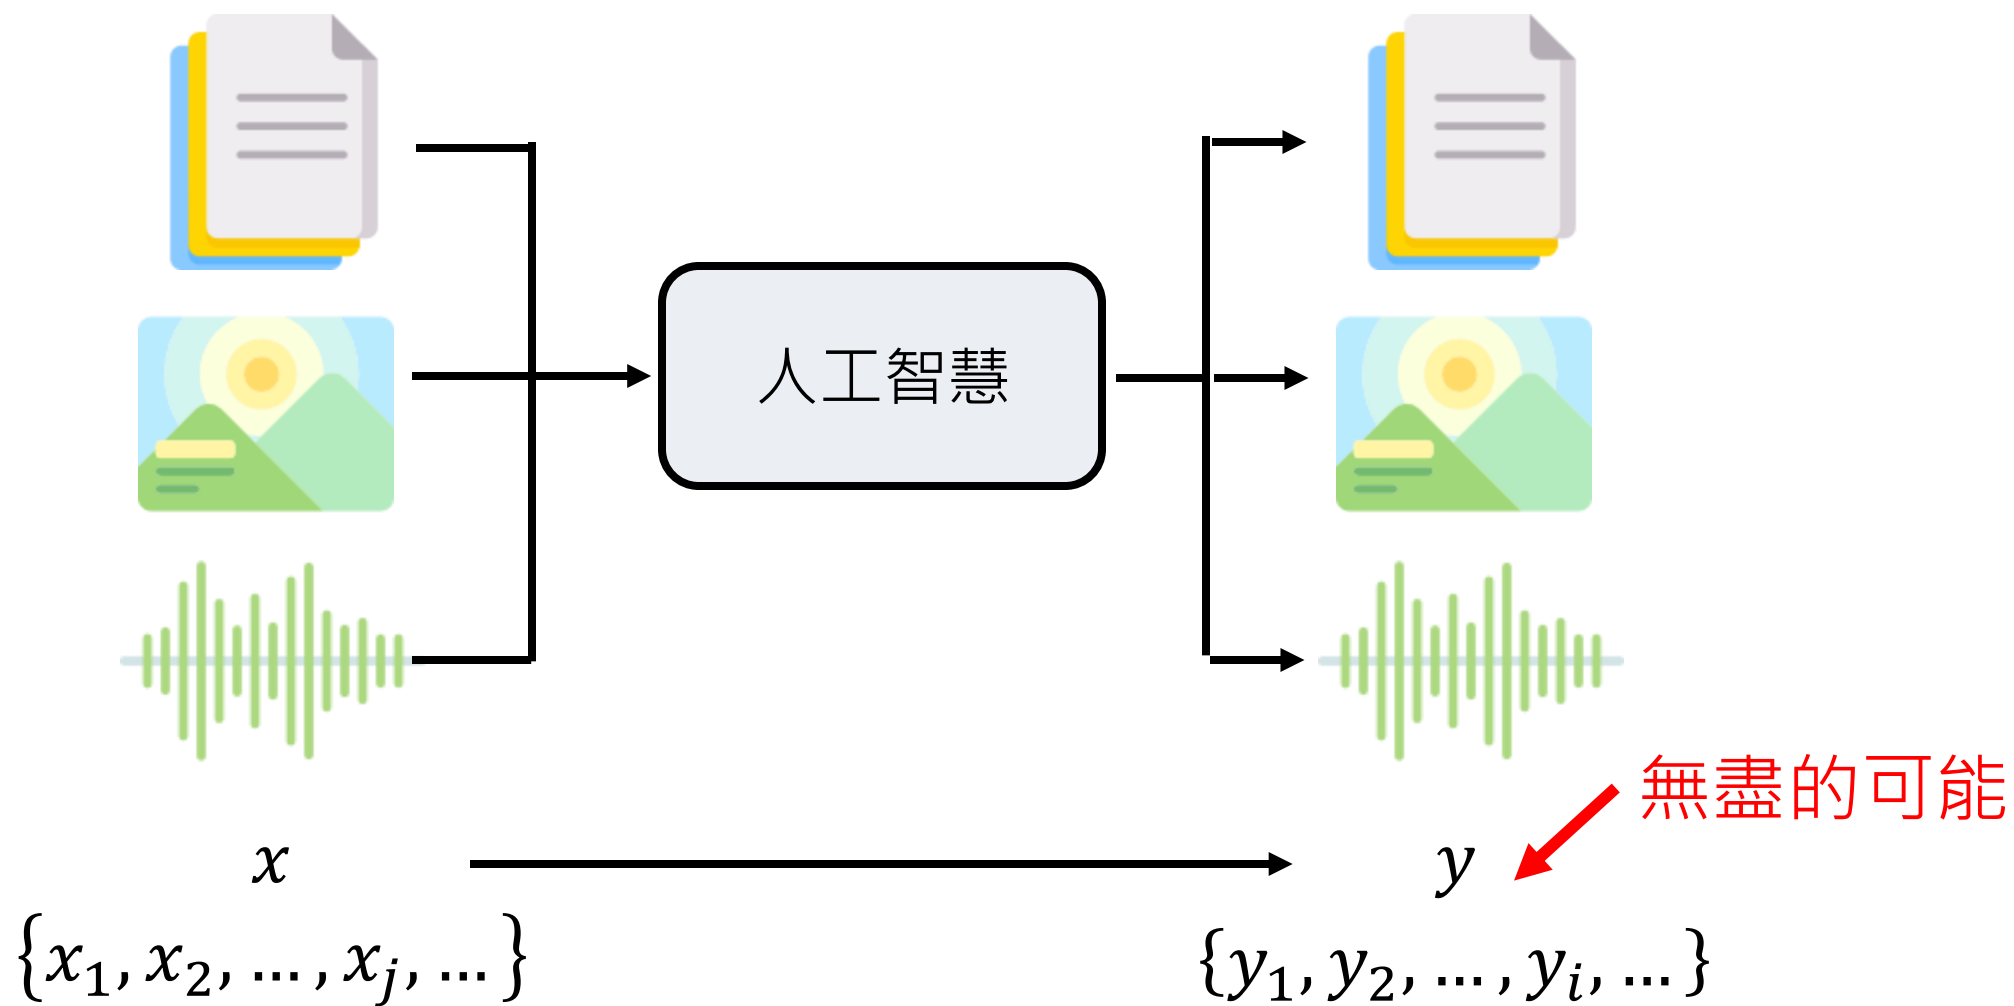 人工智慧
無盡的可能
x
y
{x₁, x₂, … , xⱼ, … }
{y₁, y₂, … , yᵢ, … }